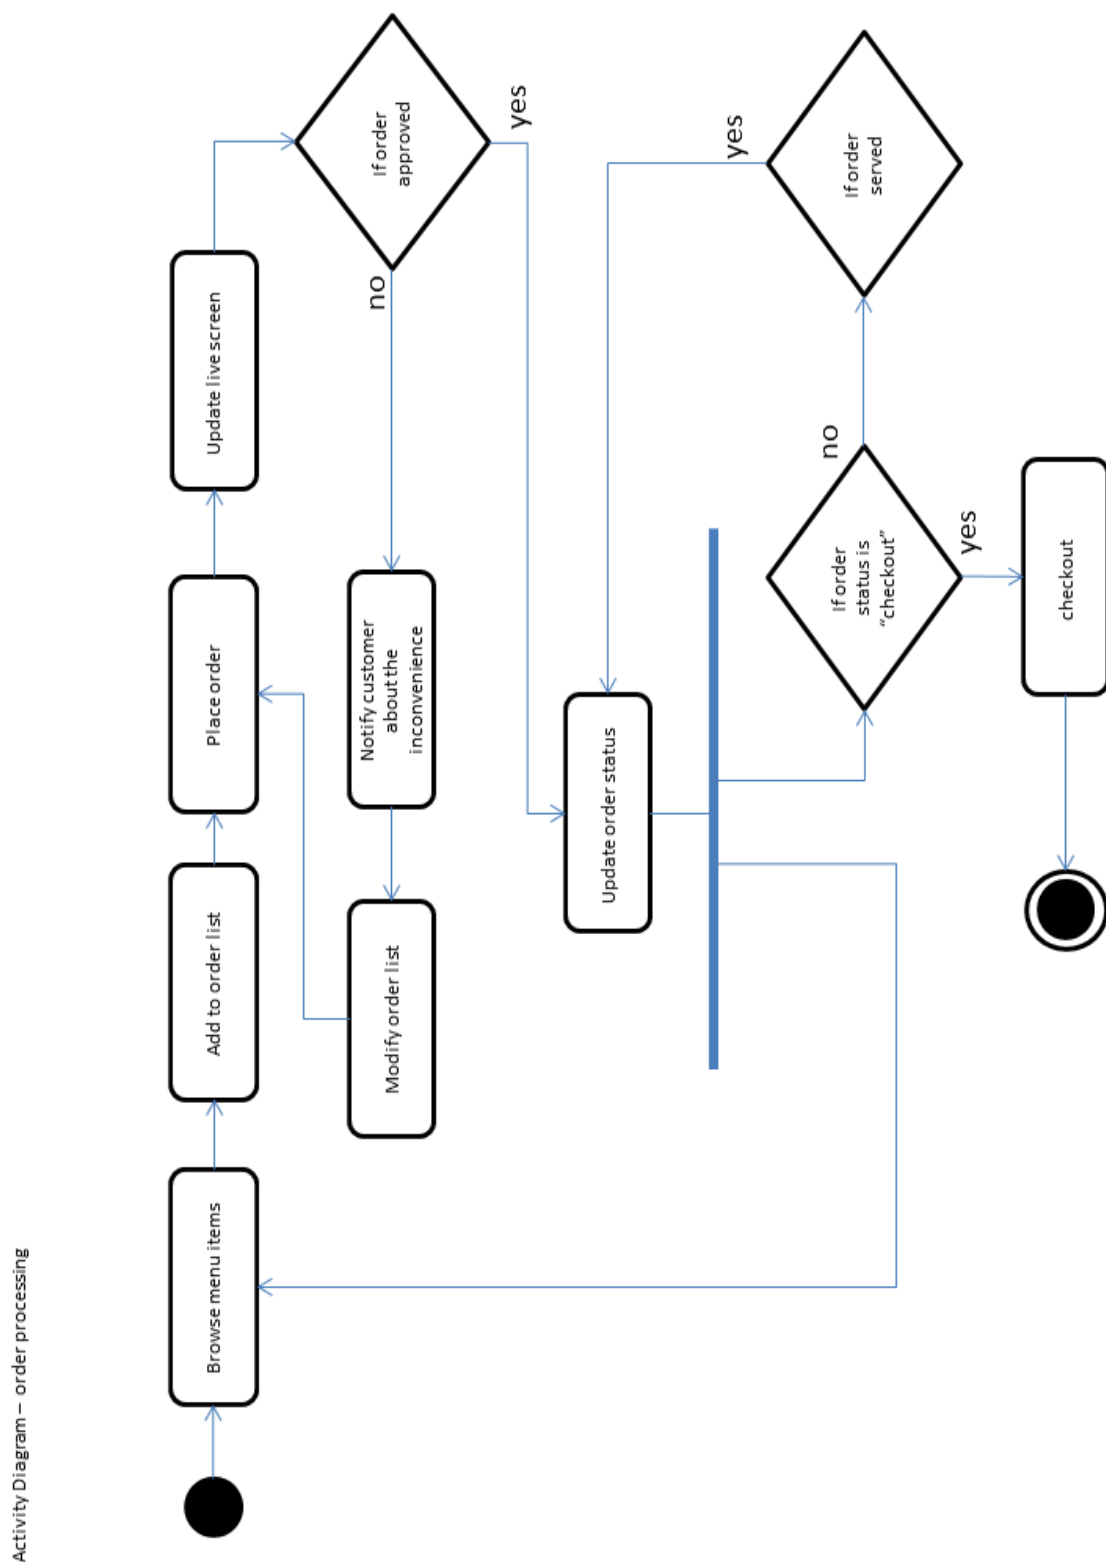 Activity Diagram – order processing
Browse menu items
Add to order list
Place order
Update live screen
If order
approved
no
yes
Notify customer
about the
inconvenience
Modify order list
Update order status
If order
status is
“checkout”
no
yes
If order
served
yes
checkout